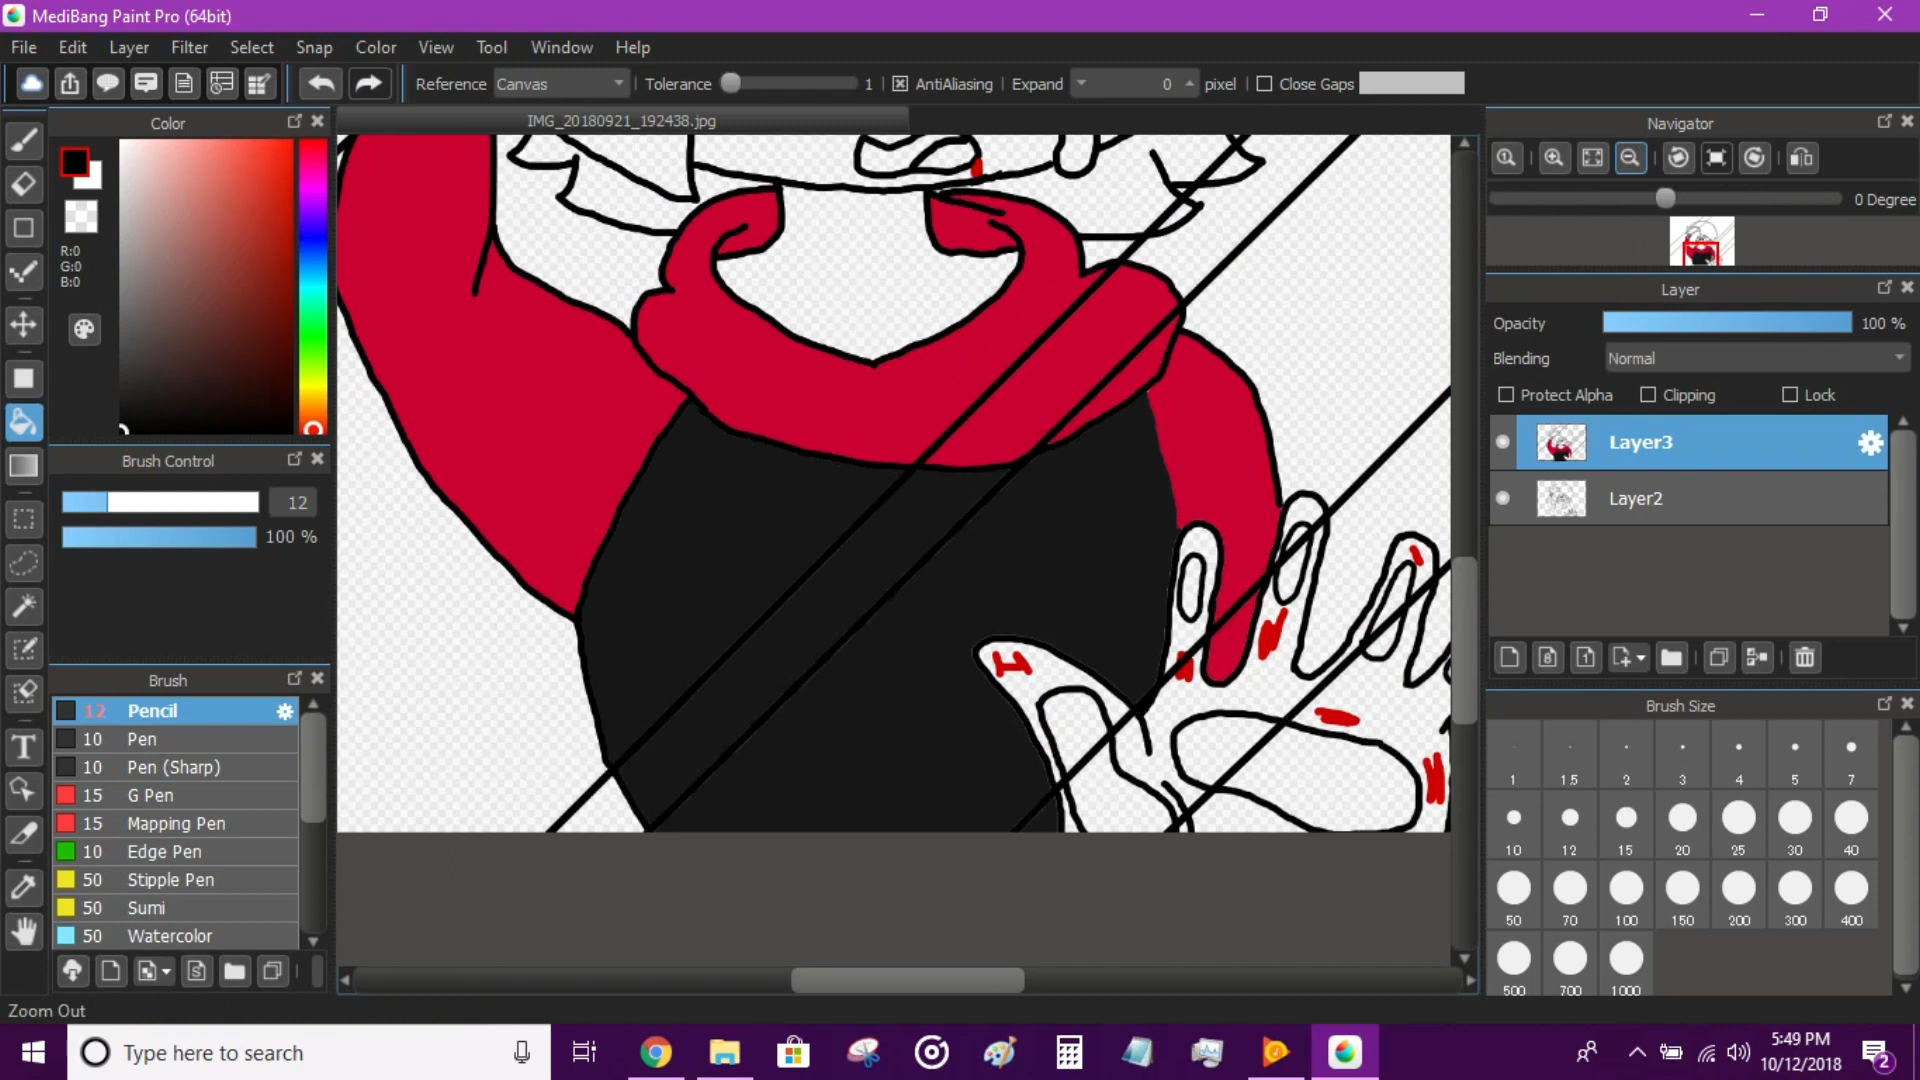 MediBang Paint Pro (64bit)
File Edit Layer Filter Select Snap Color View Tool Window Help
Reference Canvas Tolerance 1 AntiAliasing Expand 0 pixel Close Gaps
Color
R:0
G:0
B:0
Brush Control
12
100 %
Brush
12 Pencil
10 Pen
10 Pen (Sharp)
15 G Pen
15 Mapping Pen
10 Edge Pen
50 Stipple Pen
50 Sumi
50 Watercolor
IMG_20180921_192438.jpg
Navigator
0 Degree
Layer
Opacity 100 %
Blending Normal
Protect Alpha Clipping Lock
Layer3
Layer2
Brush Size
1 1.5 2 3 4 5 7
10 12 15 20 25 30 40
50 70 100 150 200 300 400
500 700 1000
Zoom Out
Type here to search
5:49 PM
10/12/2018
2